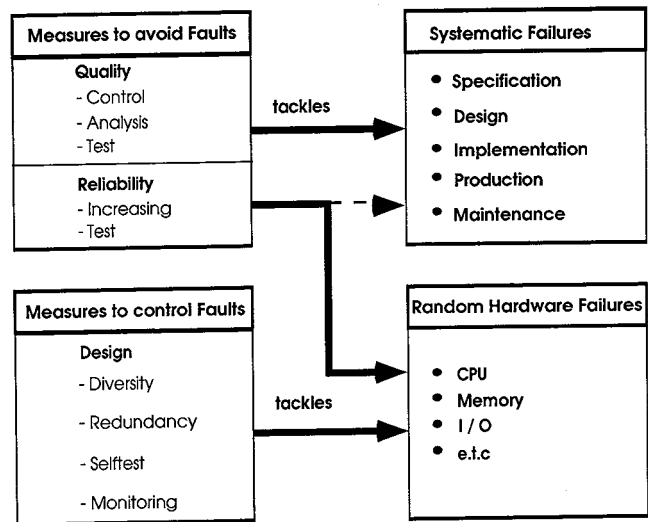 Measures to avoid Faults
Quality
- Control
- Analysis
- Test
Reliability
- Increasing
- Test
tackles
Systematic Failures
• Specification
• Design
• Implementation
• Production
• Maintenance
Measures to control Faults
Design
- Diversity
- Redundancy
- Selftest
- Monitoring
tackles
Random Hardware Failures
• CPU
• Memory
• I / O
• e.t.c